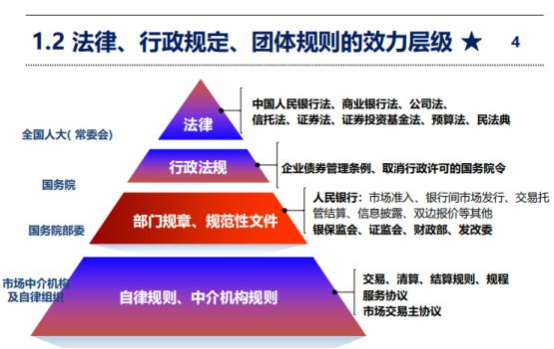 1.2 法律、行政规定、团体规则的效力层级 ★ 4
全国人大( 常委会)
法律
中国人民银行法、商业银行法、公司法、
信托法、证券法、证券投资基金法、预算法、民法典
国务院
行政法规
企业债券管理条例、取消行政许可的国务院令
国务院部委
部门规章、规范性文件
人民银行：市场准入、银行间市场发行、交易托
管结算、信息披露、双边报价等其他
银保监会、证监会、财政部、发改委
市场中介机构
及自律组织
自律规则、中介机构规则
交易、清算、结算规则、规程
服务协议
市场交易主协议